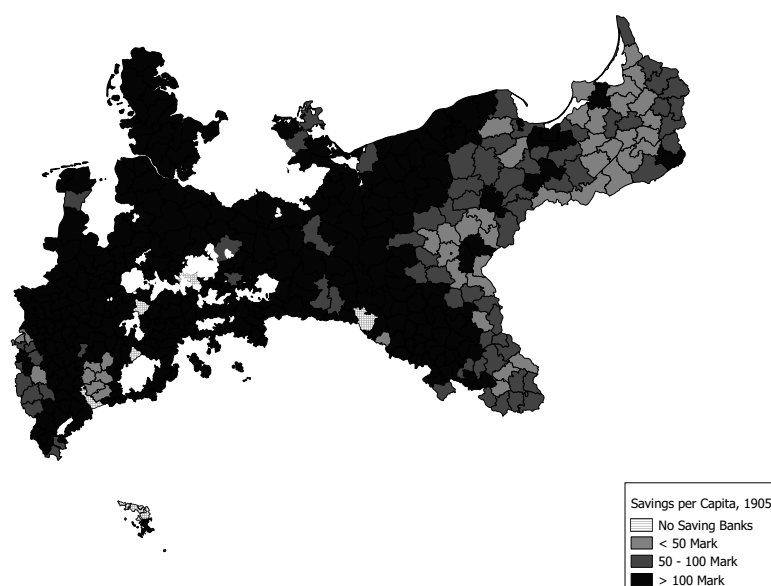 Savings per Capita, 1905
No Saving Banks
< 50 Mark
50 - 100 Mark
> 100 Mark